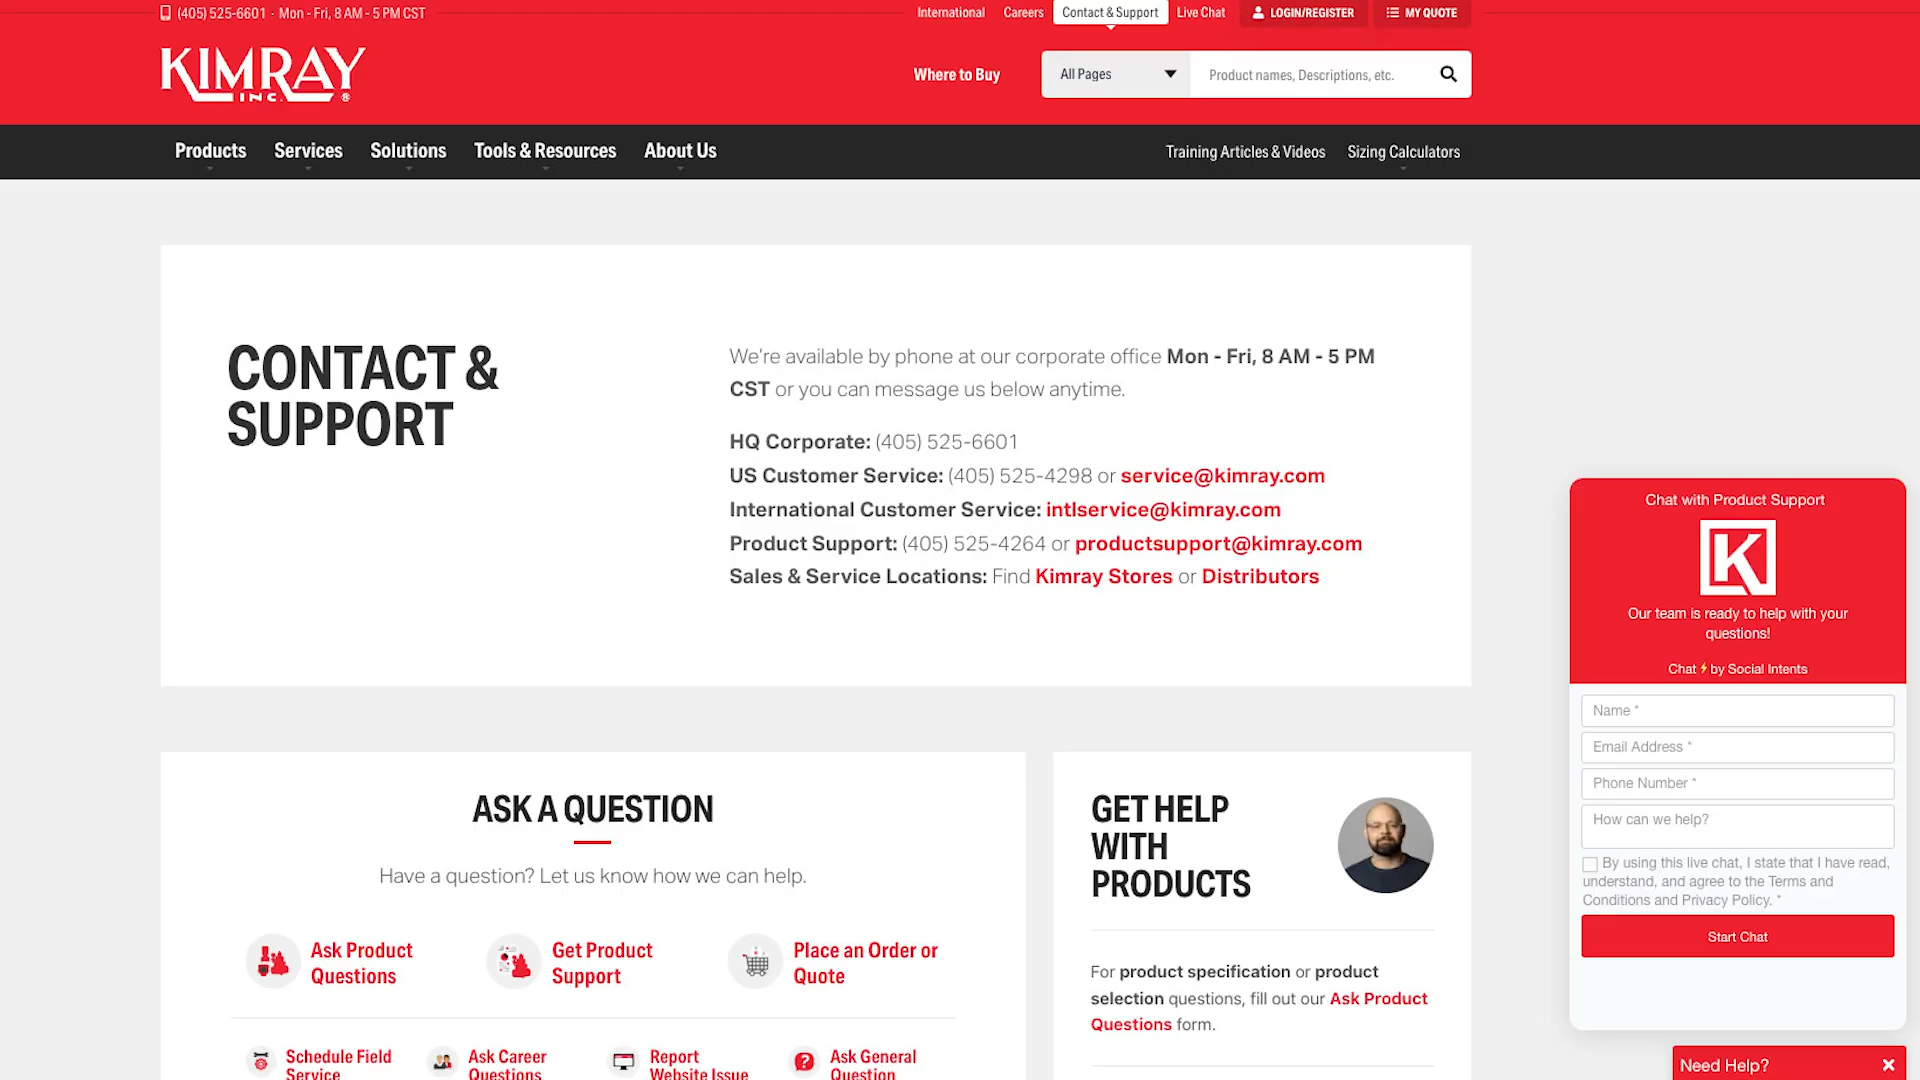 (405) 525-6601 - Mon - Fri, 8 AM - 5 PM CST
International
Careers
Contact & Support
Live Chat
LOGIN/REGISTER
MY QUOTE
KIMRAY
INC. ®
Where to Buy
All Pages
Product names, Descriptions, etc.
Products
Services
Solutions
Tools & Resources
About Us
Training Articles & Videos
Sizing Calculators
CONTACT &
SUPPORT
We're available by phone at our corporate office Mon - Fri, 8 AM - 5 PM
CST or you can message us below anytime.
HQ Corporate: (405) 525-6601
US Customer Service: (405) 525-4298 or service@kimray.com
International Customer Service: intlservice@kimray.com
Product Support: (405) 525-4264 or productsupport@kimray.com
Sales & Service Locations: Find Kimray Stores or Distributors
ASK A QUESTION
Have a question? Let us know how we can help.
Ask Product
Questions
Get Product
Support
Place an Order or
Quote
Schedule Field
Service
Ask Career
Questions
Report
Website Issue
Ask General
Question
GET HELP
WITH
PRODUCTS
For product specification or product
selection questions, fill out our Ask Product
Questions form.
Chat with Product Support
K
Our team is ready to help with your
questions!
Chat by Social Intents
Name *
Email Address *
Phone Number *
How can we help?
By using this live chat, I state that I have read,
understand, and agree to the Terms and
Conditions and Privacy Policy. *
Start Chat
Need Help?